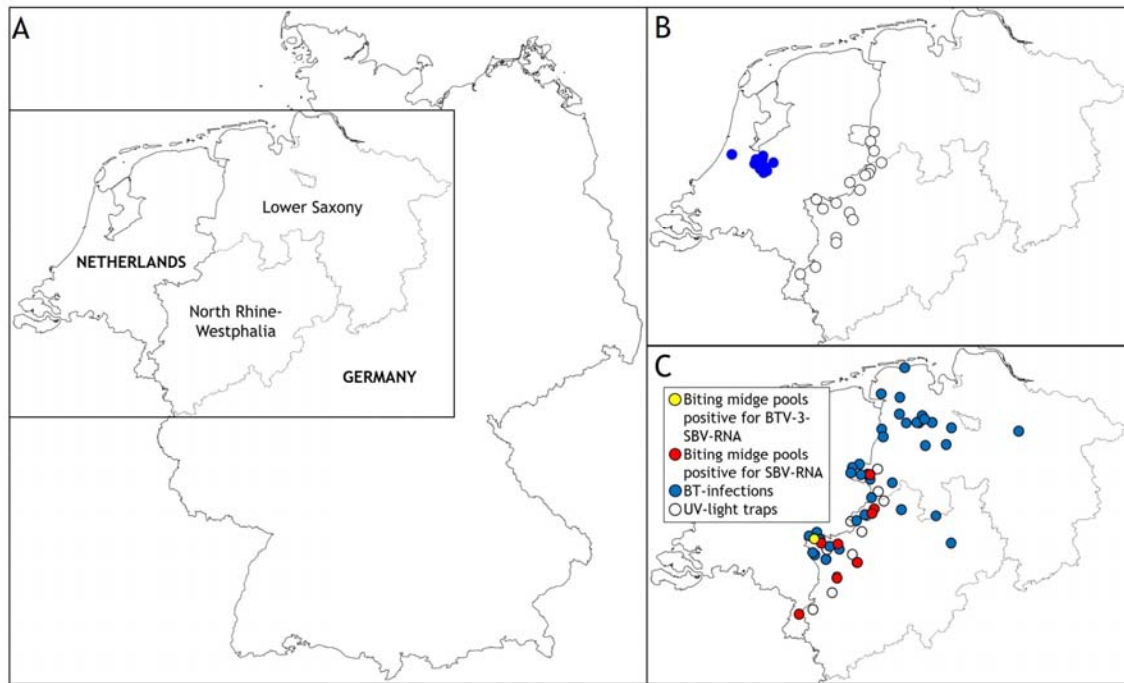 A
Lower Saxony
NETHERLANDS
North Rhine-
Westphalia
GERMANY
B
C
Biting midge pools
positive for BTV-3-
SBV-RNA
Biting midge pools
positive for SBV-RNA
BT-infections
UV-light traps